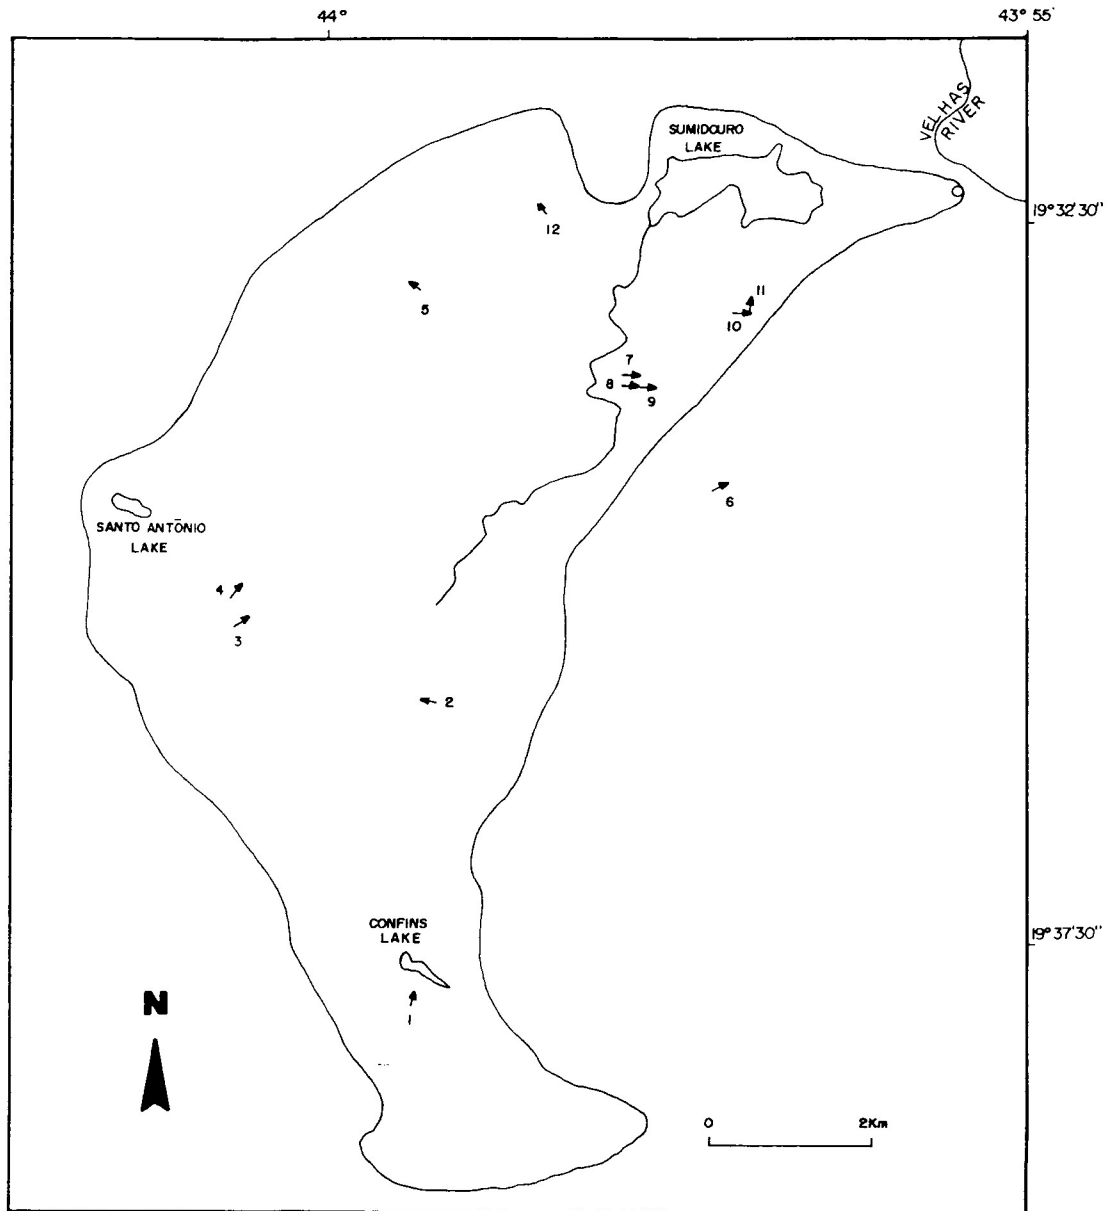 44°
43° 55'
VELHAS
RIVER
SUMIDOURO
LAKE
19° 32'30"
12
5
11
10
7
8
9
6
SANTO ANTÔNIO
LAKE
4
3
2
CONFINS
LAKE
19° 37'30"
N
1
0 2Km